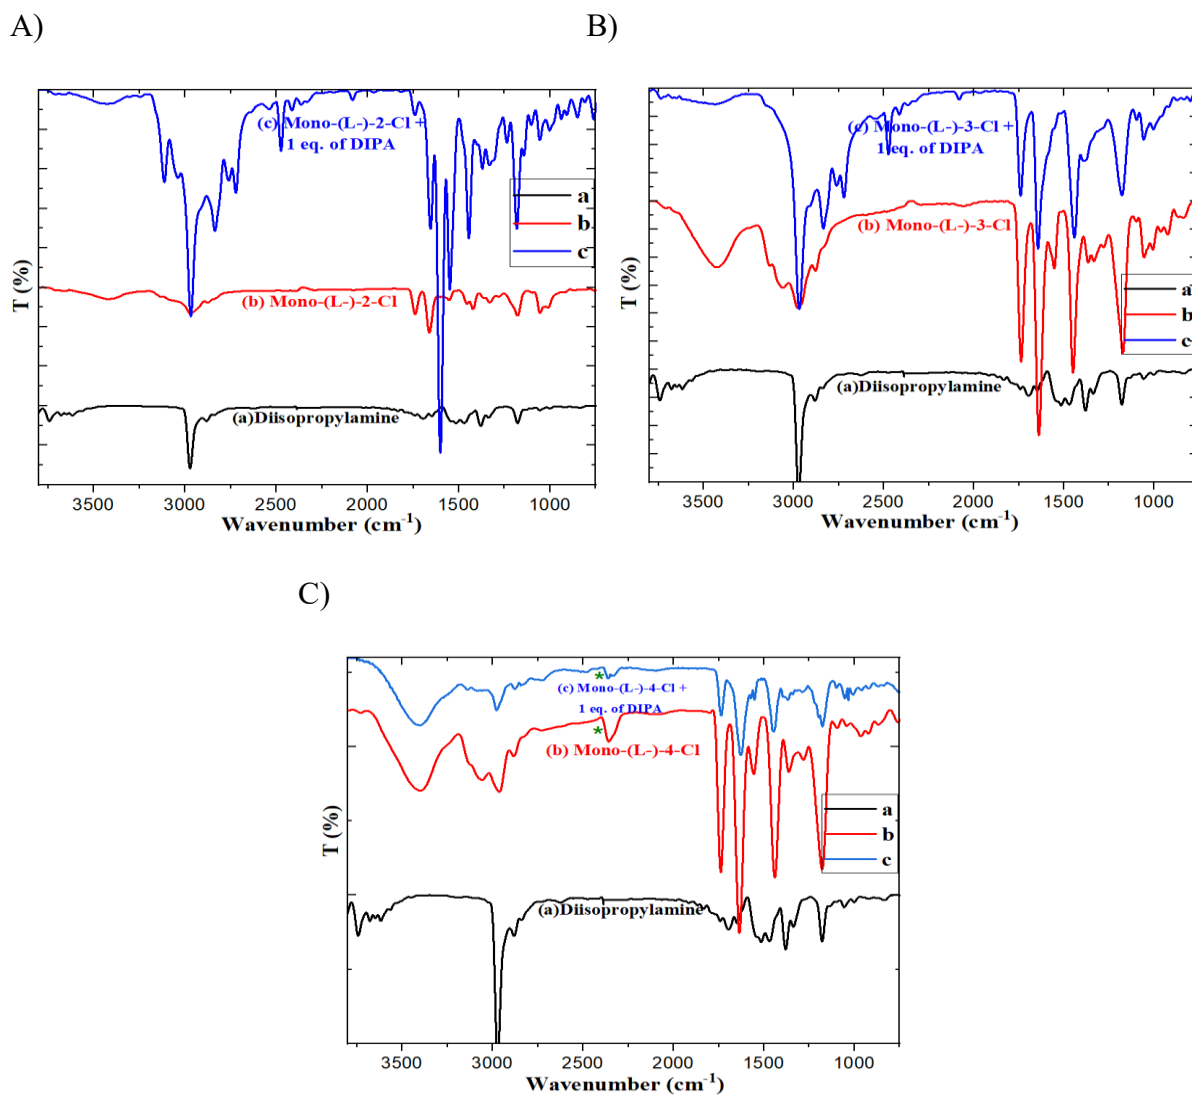 A)
B)
(c) Mono-(L-)-2-Cl +
1 eq. of DIPA
a
b
c
(b) Mono-(L-)-2-Cl
(a)Diisopropylamine
T (%)
3500 3000 2500 2000 1500 1000
Wavenumber (cm-1)
(c) Mono-(L-)-3-Cl +
1 eq. of DIPA
(b) Mono-(L-)-3-Cl
a
b
c
(a)Diisopropylamine
T (%)
3500 3000 2500 2000 1500 1000
Wavenumber (cm-1)
C)
*
(c) Mono-(L-)-4-Cl +
1 eq. of DIPA
*
(b) Mono-(L-)-4-Cl
a
b
c
(a)Diisopropylamine
T (%)
3500 3000 2500 2000 1500 1000
Wavenumber (cm-1)